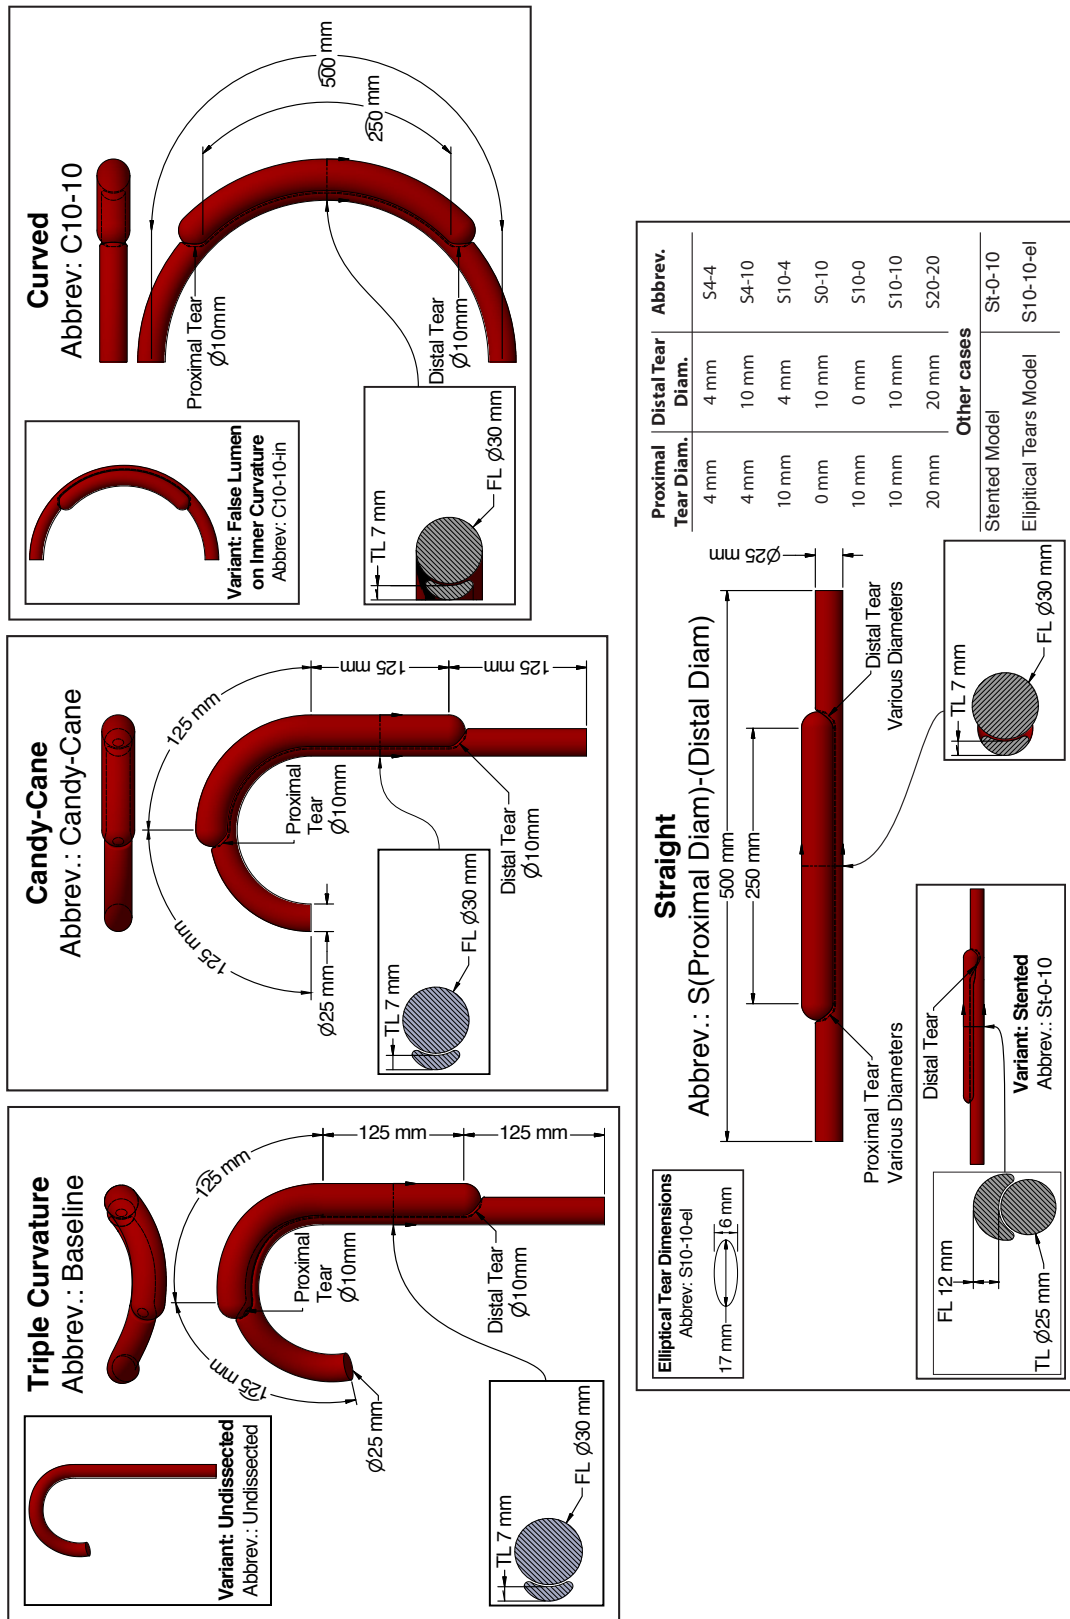 Triple Curvature
Abbrev.: Baseline
Variant: Undissected
Abbrev.: Undissected
125 mm
125 mm
125 mm
125 mm
Ø25 mm
Proximal
Tear
Ø10mm
Distal Tear
Ø10mm
TL 7 mm
FL Ø30 mm
Candy-Cane
Abbrev.: Candy-Cane
125 mm
125 mm
125 mm
125 mm
Ø25 mm
Proximal
Tear
Ø10mm
Distal Tear
Ø10mm
TL 7 mm
FL Ø30 mm
Curved
Abbrev: C10-10
Variant: False Lumen
on Inner Curvature
Abbrev: C10-10-in
500 mm
250 mm
Proximal Tear
Ø10mm
Distal Tear
Ø10mm
TL 7 mm
FL Ø30 mm
Straight
Abbrev.: S(Proximal Diam)-(Distal Diam)
500 mm
250 mm
Ø25 mm
Proximal Tear
Various Diameters
Distal Tear
Various Diameters
TL 7 mm
FL Ø30 mm
Elliptical Tear Dimensions
Abbrev: S10-10-el
17 mm
6 mm
Variant: Stented
Abbrev.: St-0-10
Distal Tear
FL 12 mm
TL Ø25 mm
Proximal Tear Diam. Distal Tear Diam. Abbrev.
4 mm 4 mm S4-4
4 mm 10 mm S4-10
10 mm 4 mm S10-4
0 mm 10 mm S0-10
10 mm 0 mm S10-0
10 mm 10 mm S10-10
20 mm 20 mm S20-20
Other cases
Stented Model St-0-10
Elipitical Tears Model S10-10-el